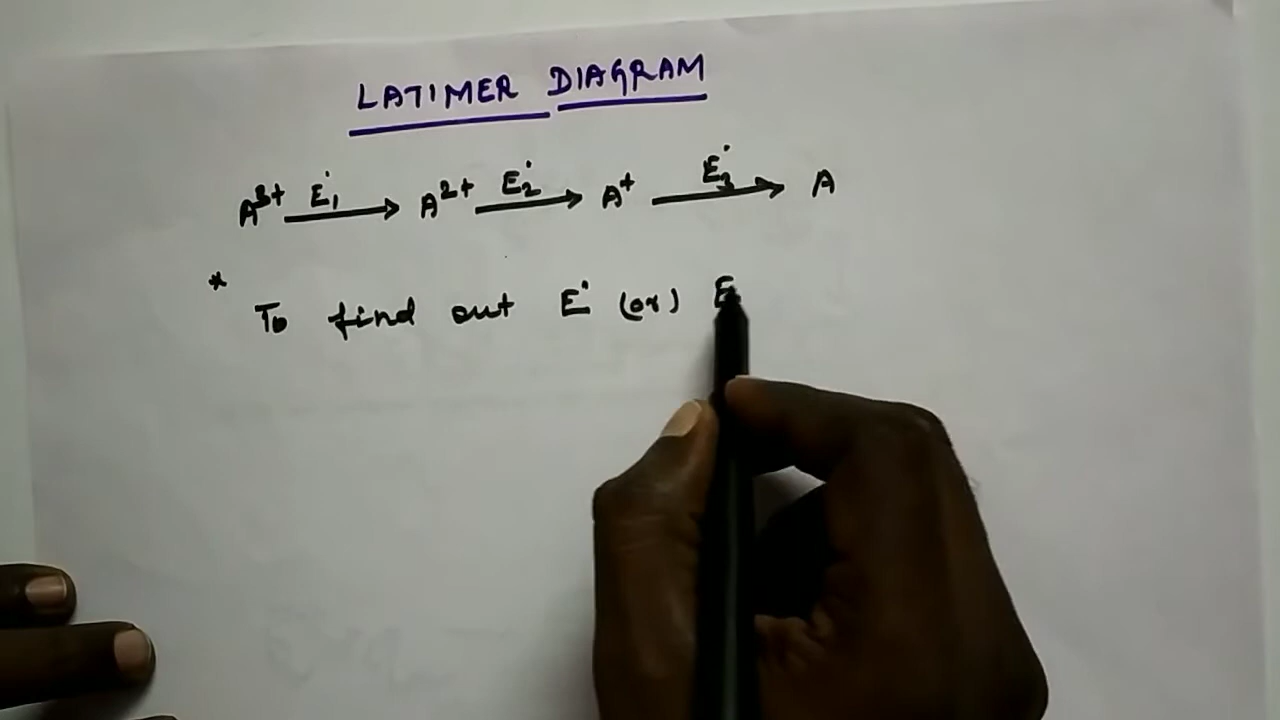 LATIMER DIAGRAM
A³⁺ E₁° → A²⁺ E₂° → A⁺ E₃° → A
* To find out E° (or) E